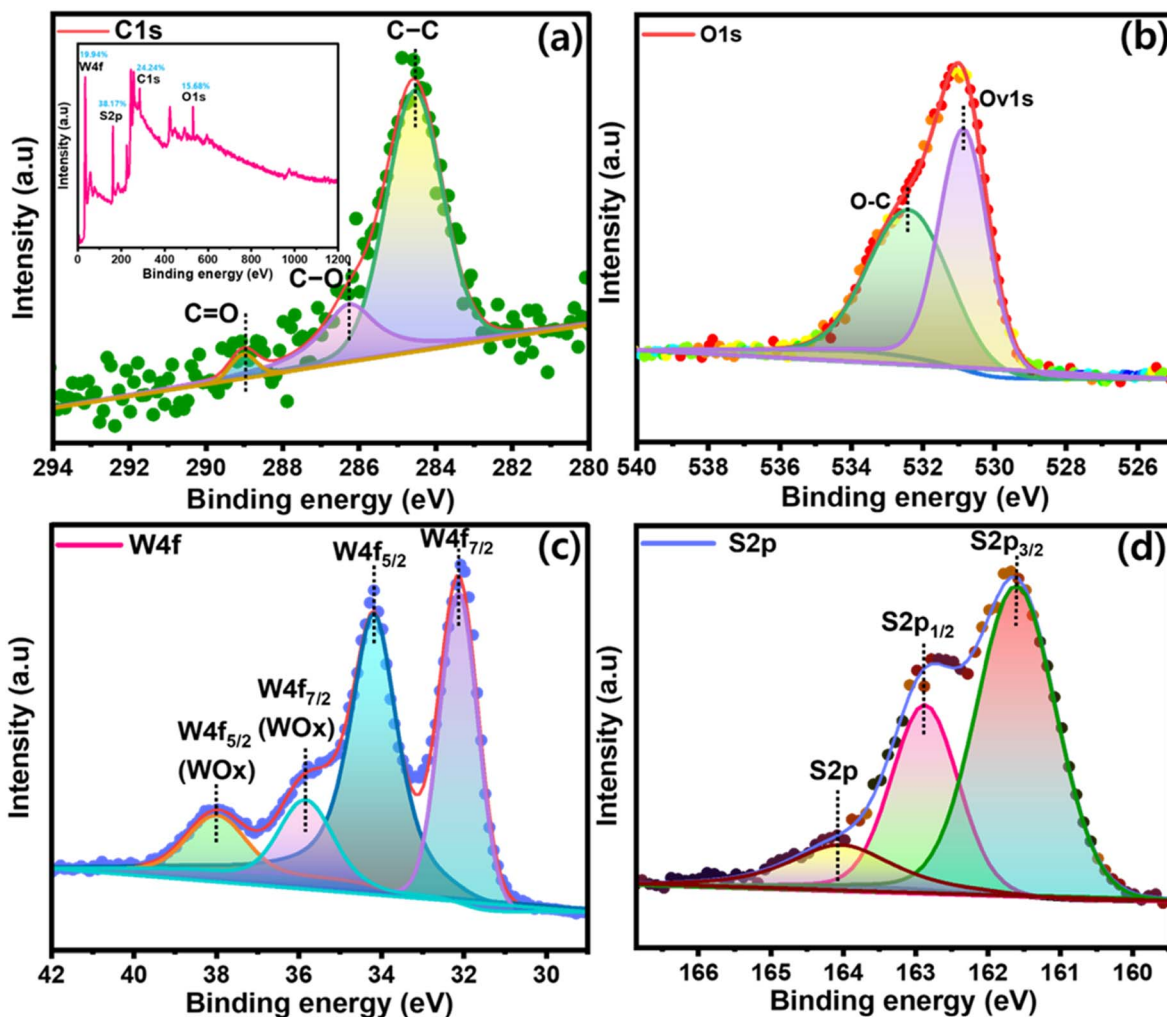 C1s
(a)
C−C
C−O
C=O
19.94%
W4f
38.17%
S2p
24.24%
C1s
15.68%
O1s
Intensity (a.u)
0 200 400 600 800 1000 1200
Binding energy (eV)
Intensity (a.u)
294 292 290 288 286 284 282 280
Binding energy (eV)
O1s
(b)
Ov1s
O-C
Intensity (a.u)
540 538 536 534 532 530 528 526
Binding energy (eV)
W4f
(c)
W4f5/2
W4f7/2
W4f7/2
(WOx)
W4f5/2
(WOx)
Intensity (a.u)
42 40 38 36 34 32 30
Binding energy (eV)
S2p
(d)
S2p3/2
S2p1/2
S2p
Intensity (a.u)
166 165 164 163 162 161 160
Binding energy (eV)